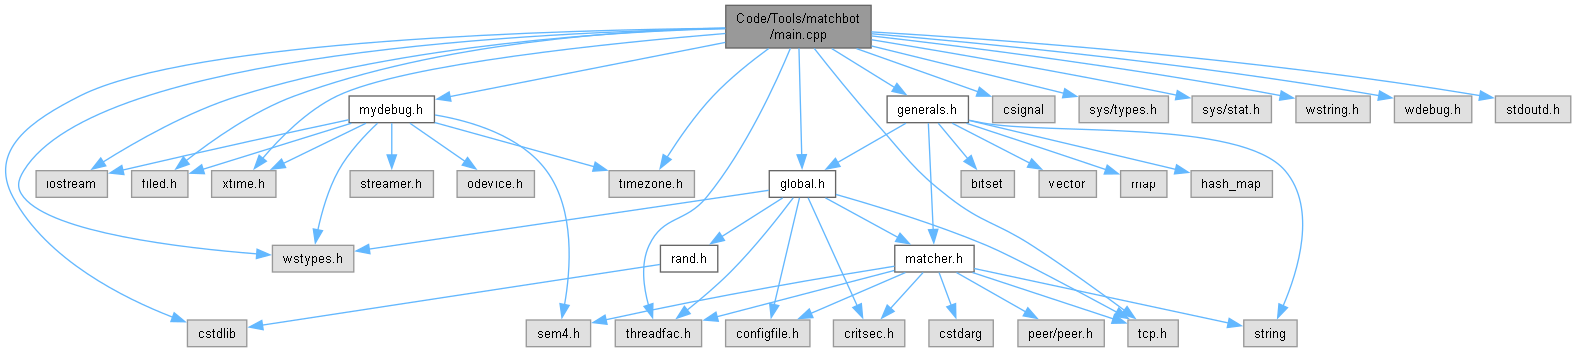 Code/Tools/matchbot
/main.cpp
mydebug.h
generals.h
csignal
sys/types.h
sys/stat.h
wstring.h
wdebug.h
stdoutd.h
iostream
filed.h
xtime.h
streamer.h
odevice.h
timezone.h
global.h
bitset
vector
map
hash_map
wstypes.h
rand.h
matcher.h
cstdlib
sem4.h
threadfac.h
configfile.h
critsec.h
cstdarg
peer/peer.h
tcp.h
string